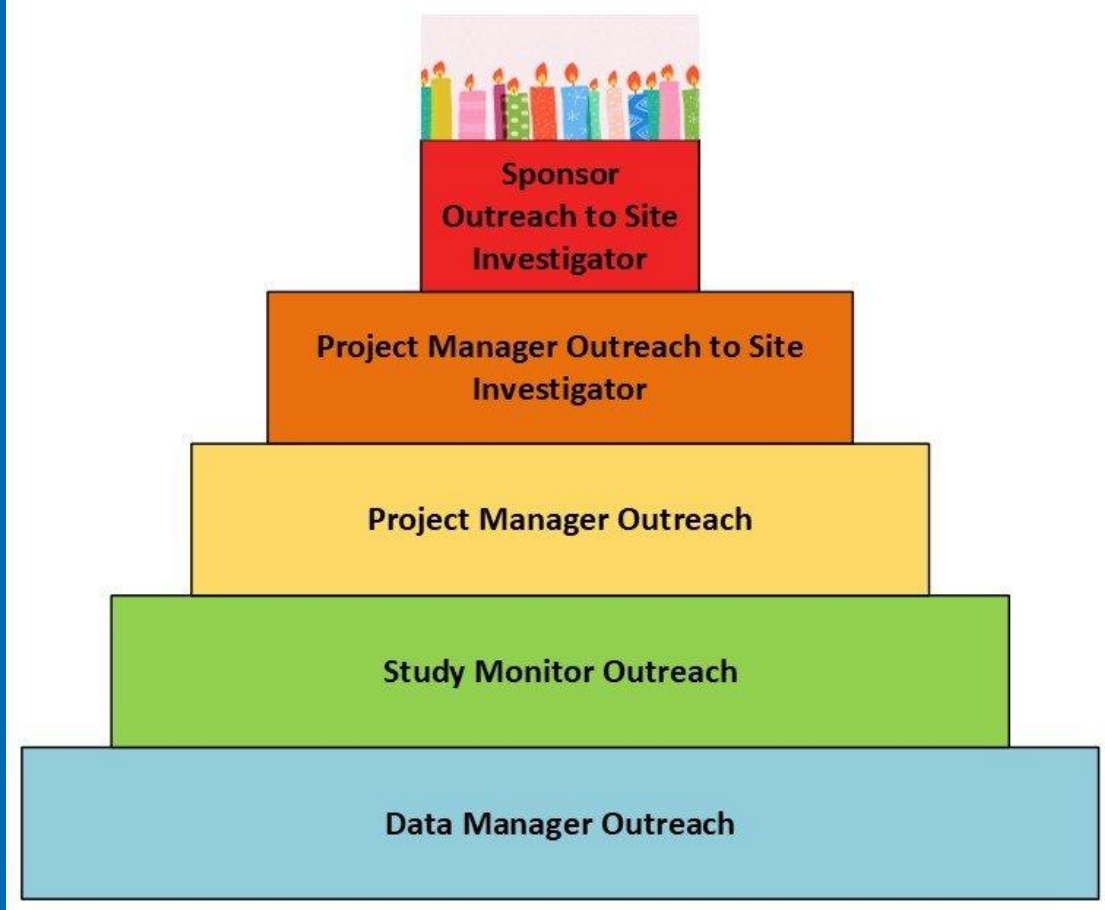 Sponsor
Outreach to Site
Investigator
Project Manager Outreach to Site
Investigator
Project Manager Outreach
Study Monitor Outreach
Data Manager Outreach